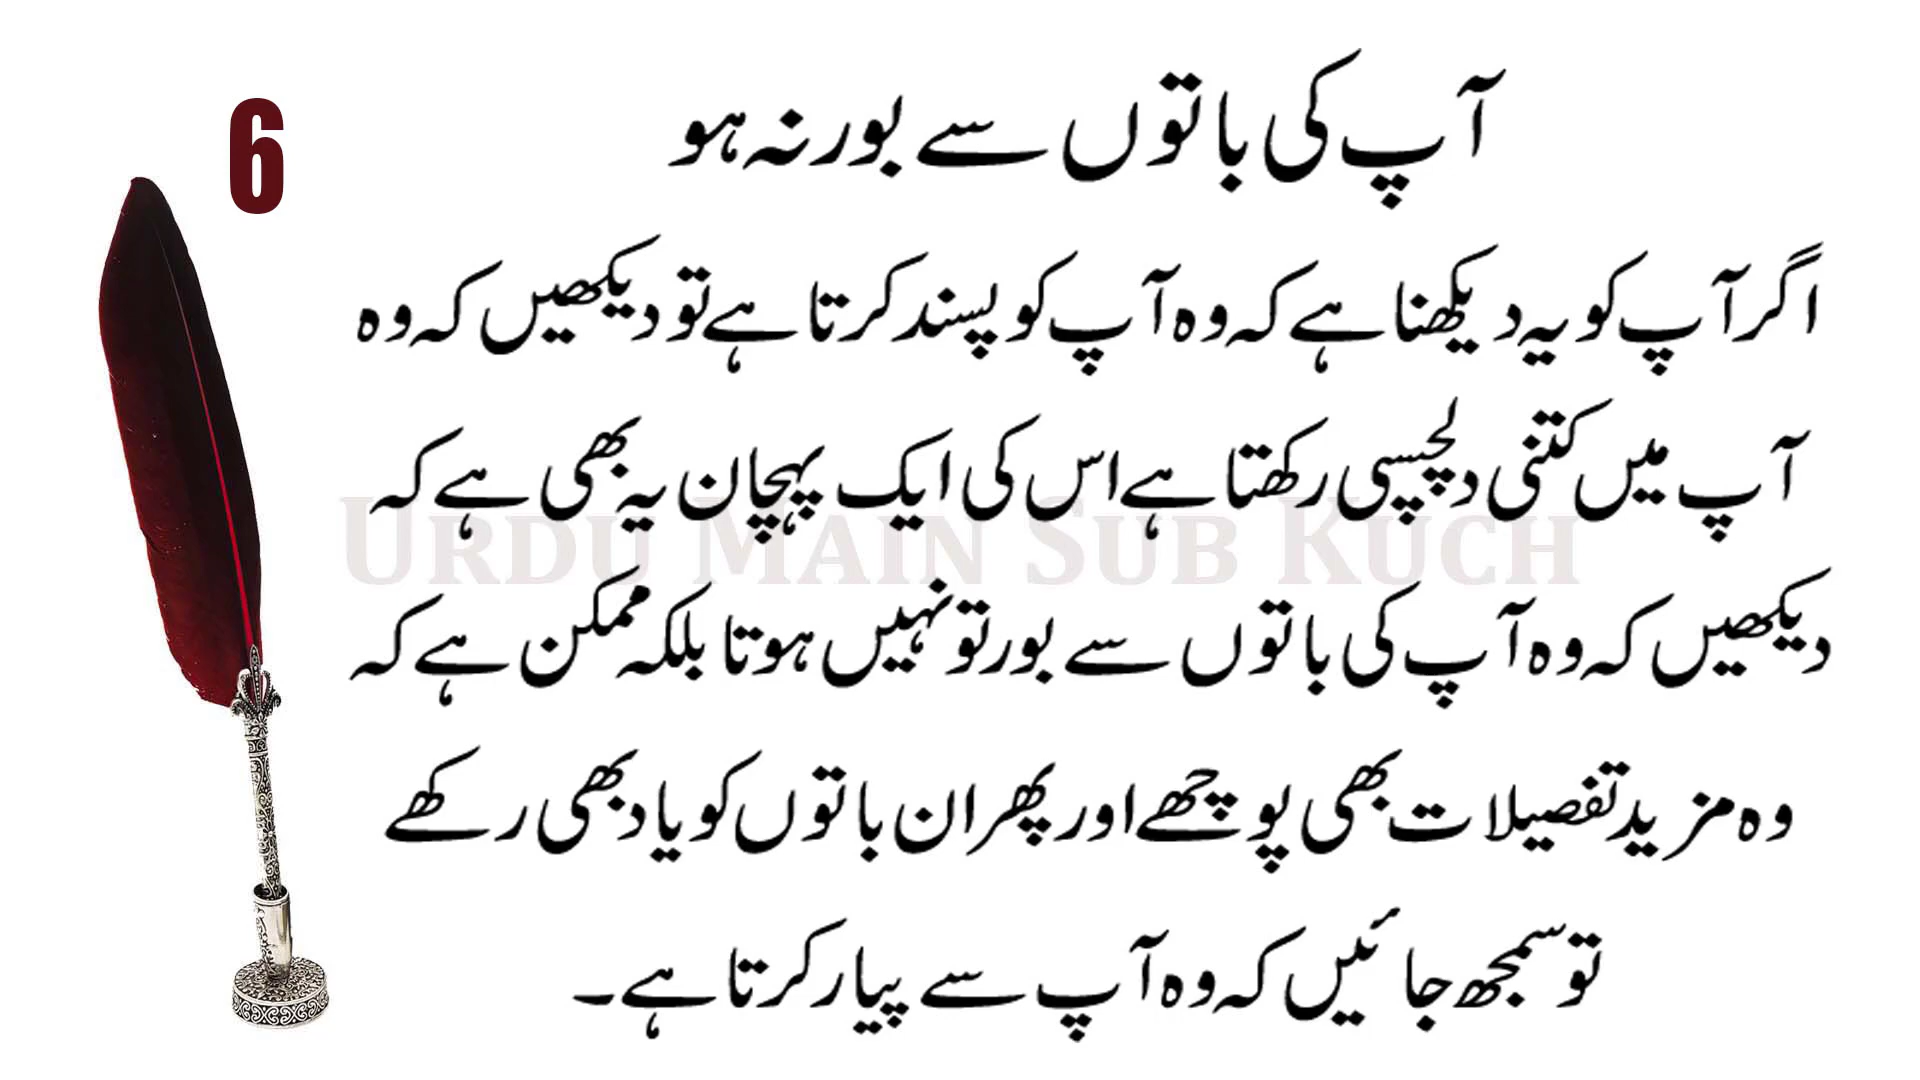 6
آپ کی باتوں سے بور نہ ہو
اگر آپ کو یہ دیکھنا ہے کہ وہ آپ کو پسند کرتا ہے تو دیکھیں کہ وہ
آپ میں کتنی دلچسپی رکھتا ہے اس کی ایک پہچان یہ بھی ہے کہ
URDU MAIN SUB KUCH
دیکھیں کہ وہ آپ کی باتوں سے بور تو نہیں ہوتا بلکہ ممکن ہے کہ
وہ مزید تفصیلات بھی پوچھے اور پھر ان باتوں کو یاد بھی رکھے
تو سمجھ جائیں کہ وہ آپ سے پیار کرتا ہے۔